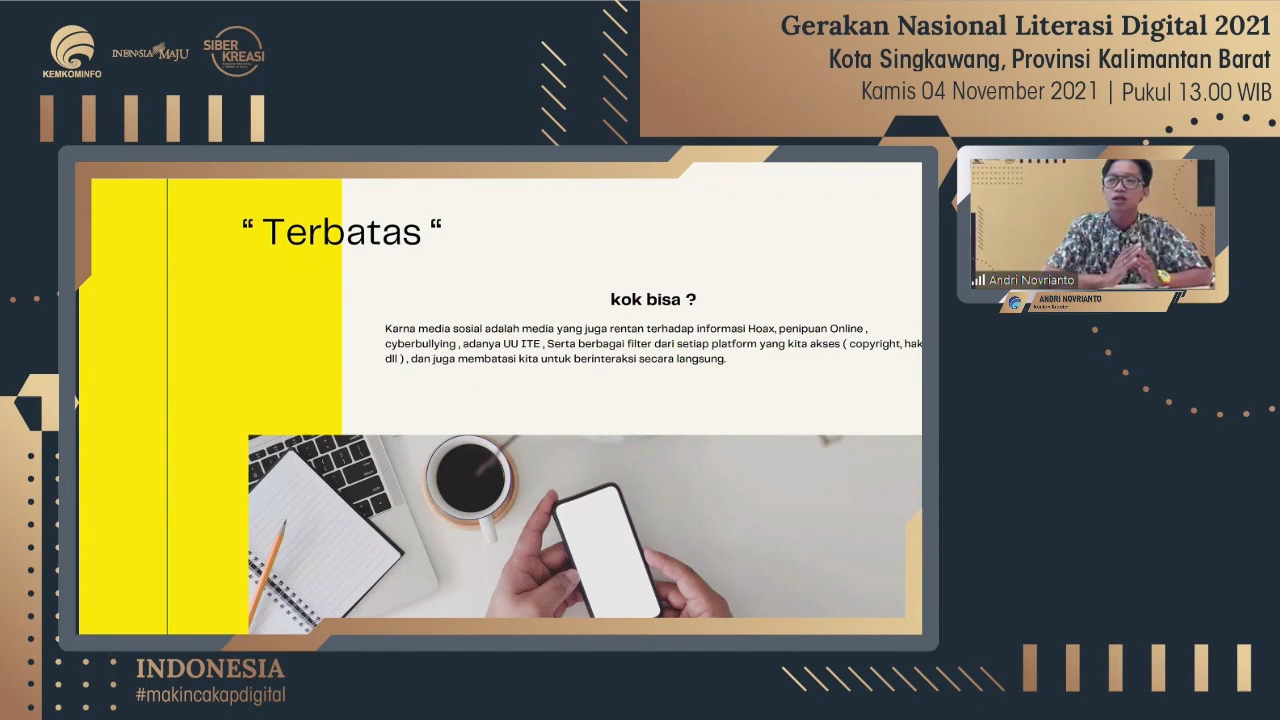 Gerakan Nasional Literasi Digital 2021
Kota Singkawang, Provinsi Kalimantan Barat
Kamis 04 November 2021 | Pukul 13.00 WIB
KEMKOMINFO
INDONESIA MAJU
SIBER
KREASI
“ Terbatas “
kok bisa ?
Karna media sosial adalah media yang juga rentan terhadap informasi Hoax, penipuan Online ,
cyberbullying , adanya UU ITE , Serta berbagai filter dari setiap platform yang kita akses ( copyright, hak
dll ) , dan juga membatasi kita untuk berinteraksi secara langsung.
Andri Novrianto
ANDRI NOVRIANTO
INDONESIA
#makincakapdigital